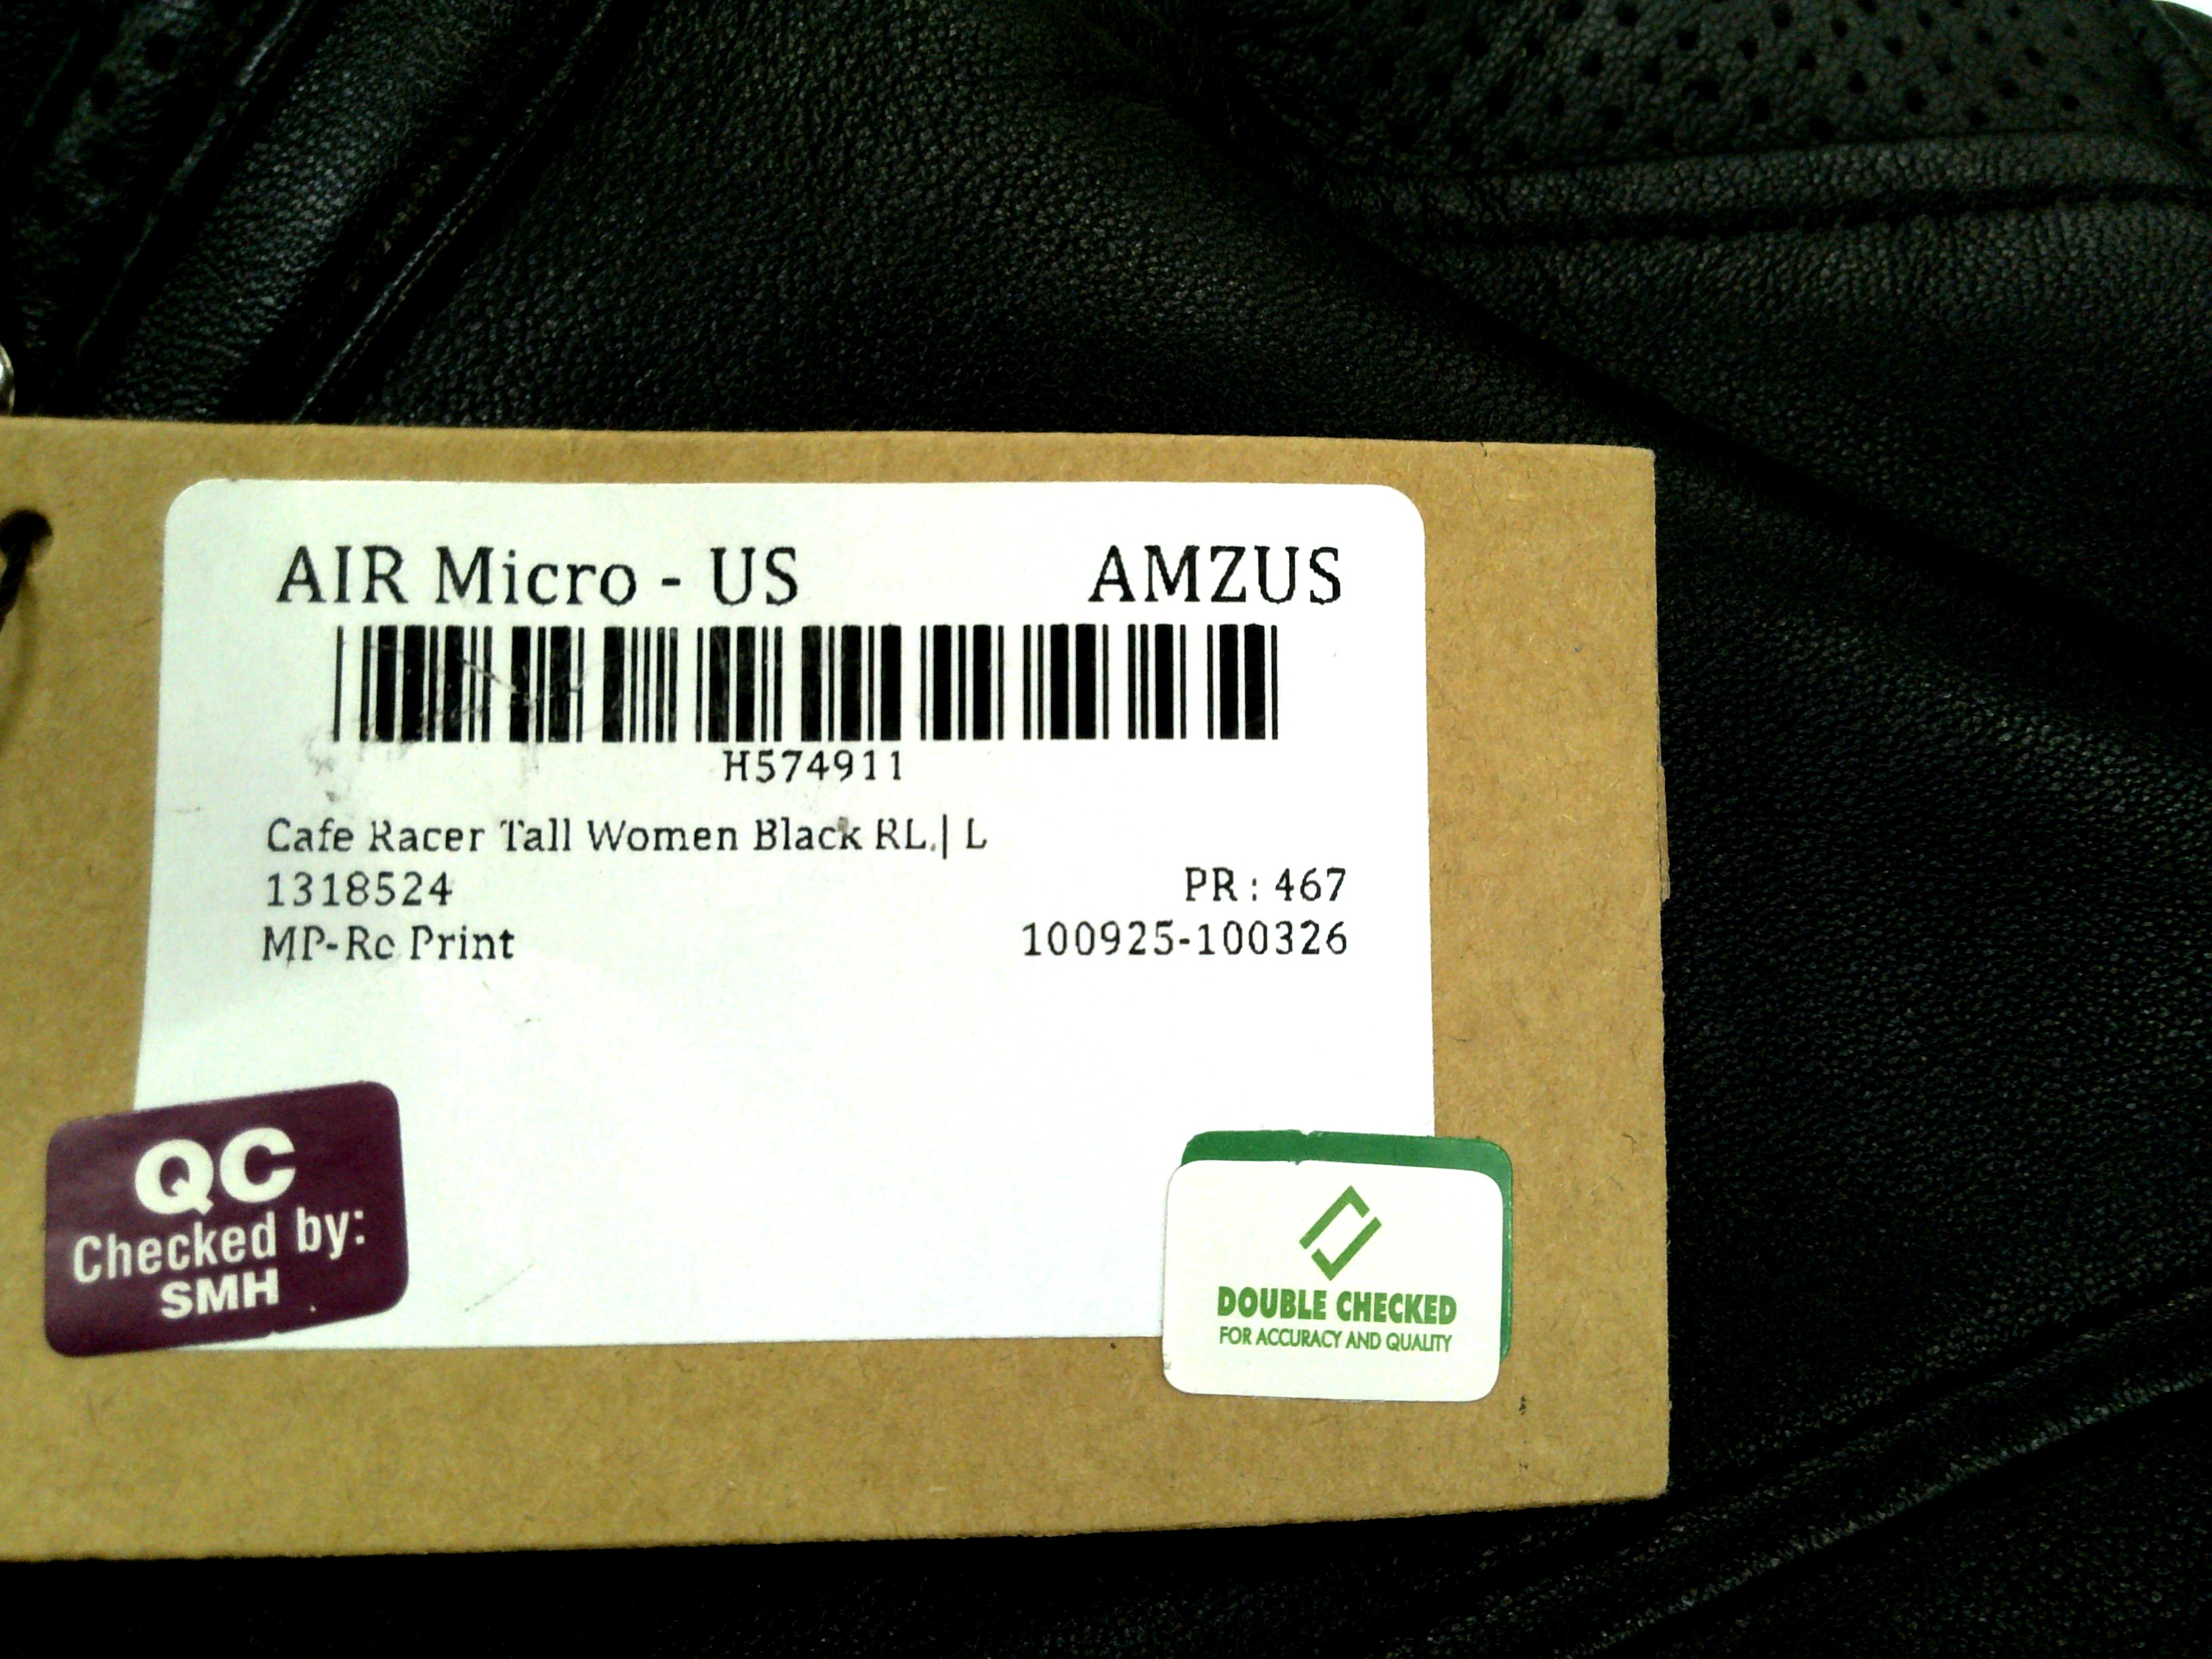 AIR Micro - US AMZUS
H574911
Cafe Racer Tall Women Black RL.| L
1318524 PR : 467
MP-Rc Print 100925-100326
QC
Checked by:
SMH
DOUBLE CHECKED
FOR ACCURACY AND QUALITY